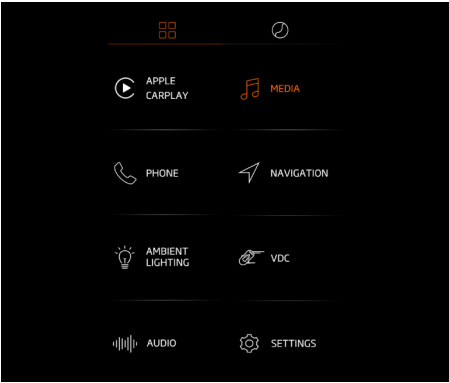 APPLE
CARPLAY
MEDIA
PHONE
NAVIGATION
AMBIENT
LIGHTING
VDC
AUDIO
SETTINGS